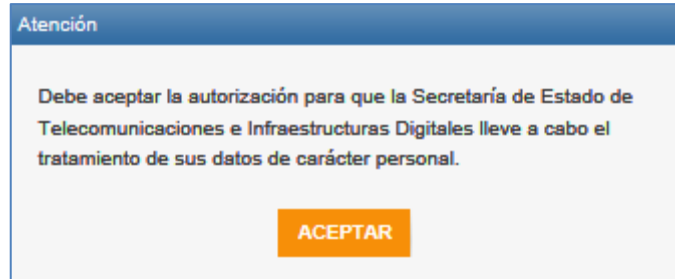 Atención
Debe aceptar la autorización para que la Secretaría de Estado de
Telecomunicaciones e Infraestructuras Digitales lleve a cabo el
tratamiento de sus datos de carácter personal.
ACEPTAR